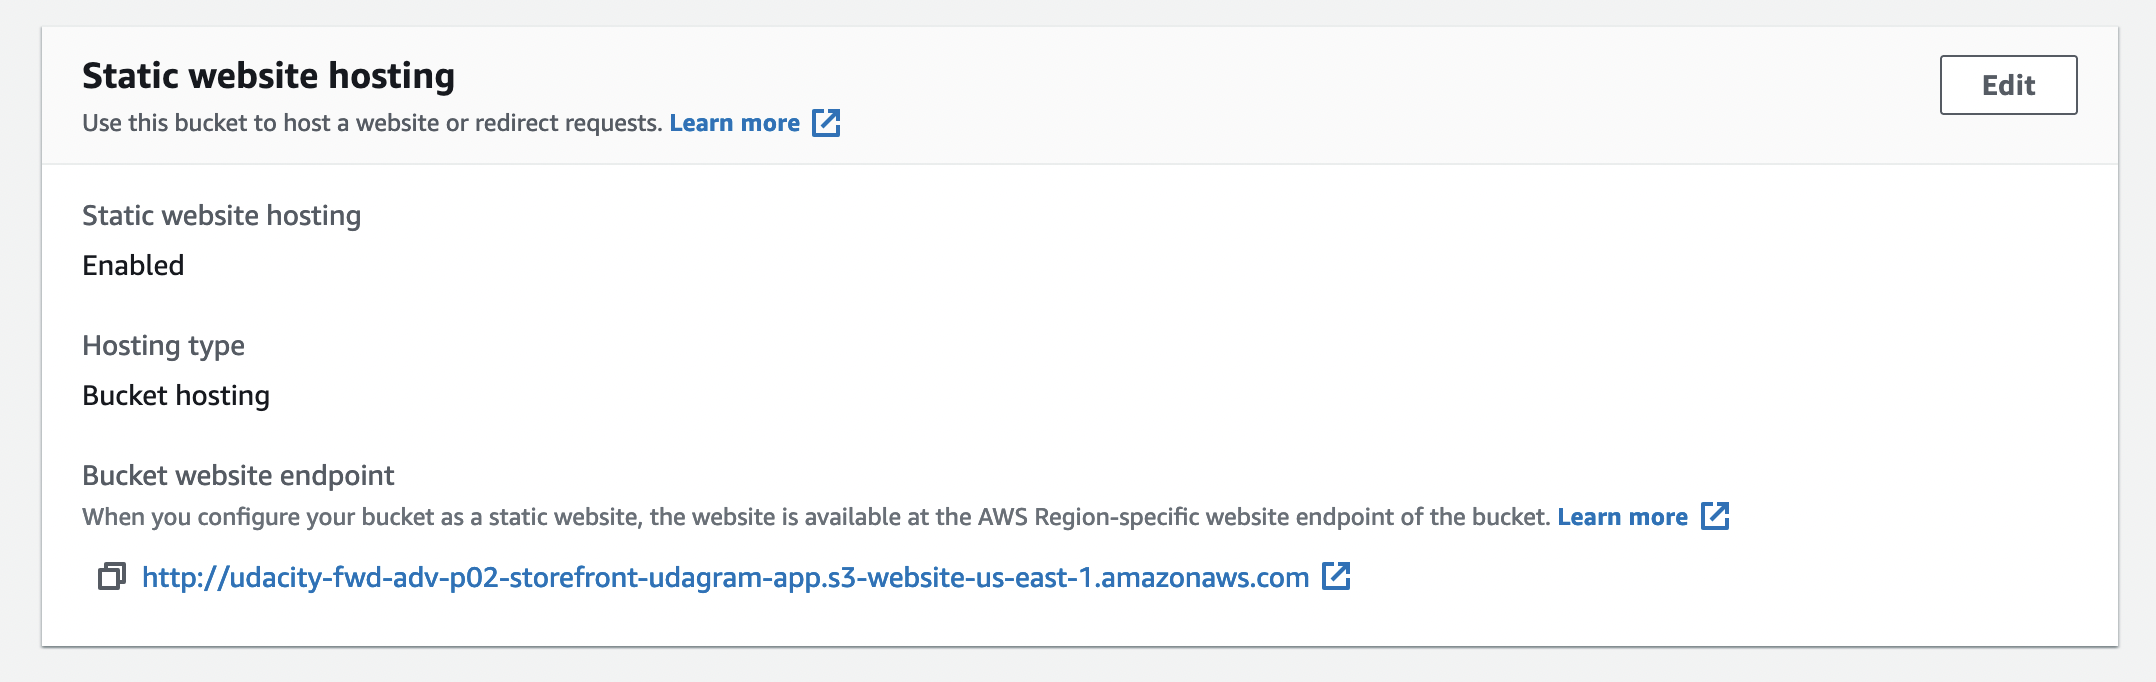 Static website hosting
Edit
Use this bucket to host a website or redirect requests. Learn more
Static website hosting
Enabled
Hosting type
Bucket hosting
Bucket website endpoint
When you configure your bucket as a static website, the website is available at the AWS Region-specific website endpoint of the bucket. Learn more
http://udacity-fwd-adv-p02-storefront-udagram-app.s3-website-us-east-1.amazonaws.com